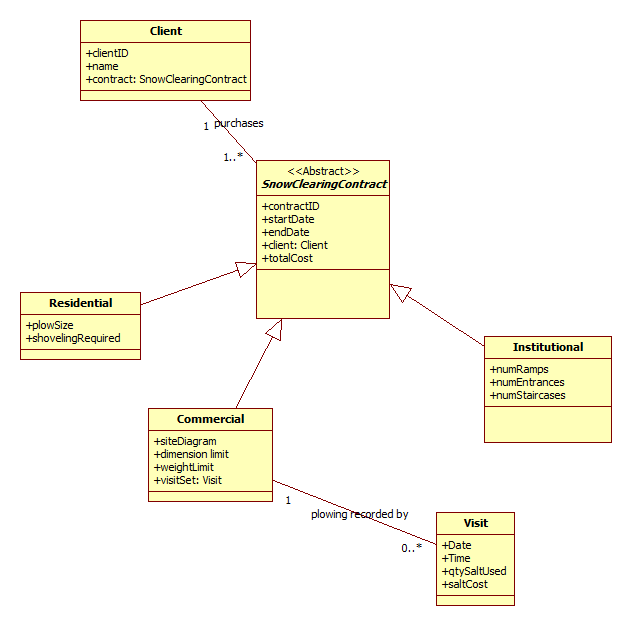 Client
+clientID
+name
+contract: SnowClearingContract
1
purchases
1..*
<<Abstract>>
SnowClearingContract
+contractID
+startDate
+endDate
+client: Client
+totalCost
Residential
+plowSize
+shovelingRequired
Institutional
+numRamps
+numEntrances
+numStaircases
Commercial
+siteDiagram
+dimension limit
+weightLimit
+visitSet: Visit
1
plowing recorded by
0..*
Visit
+Date
+Time
+qtySaltUsed
+saltCost